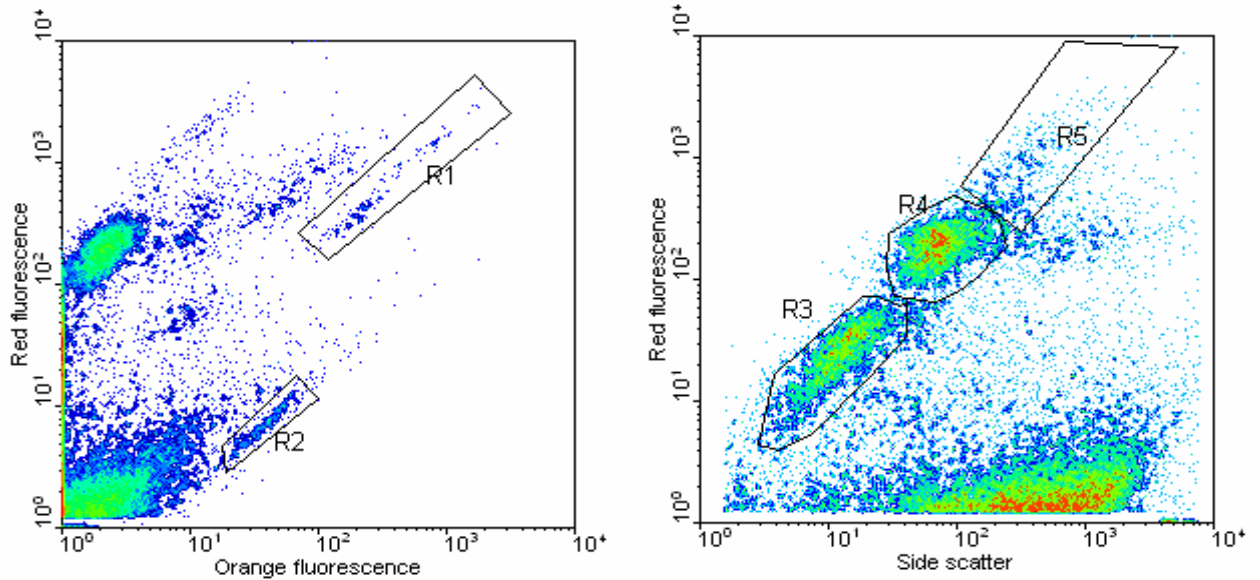 Red fluorescence
10⁴
10³
10²
10¹
10⁰
R1
R2
10⁰ 10¹ 10² 10³ 10⁴
Orange fluorescence
Red fluorescence
10⁴
10³
10²
10¹
10⁰
R5
R4
R3
10⁰ 10¹ 10² 10³ 10⁴
Side scatter